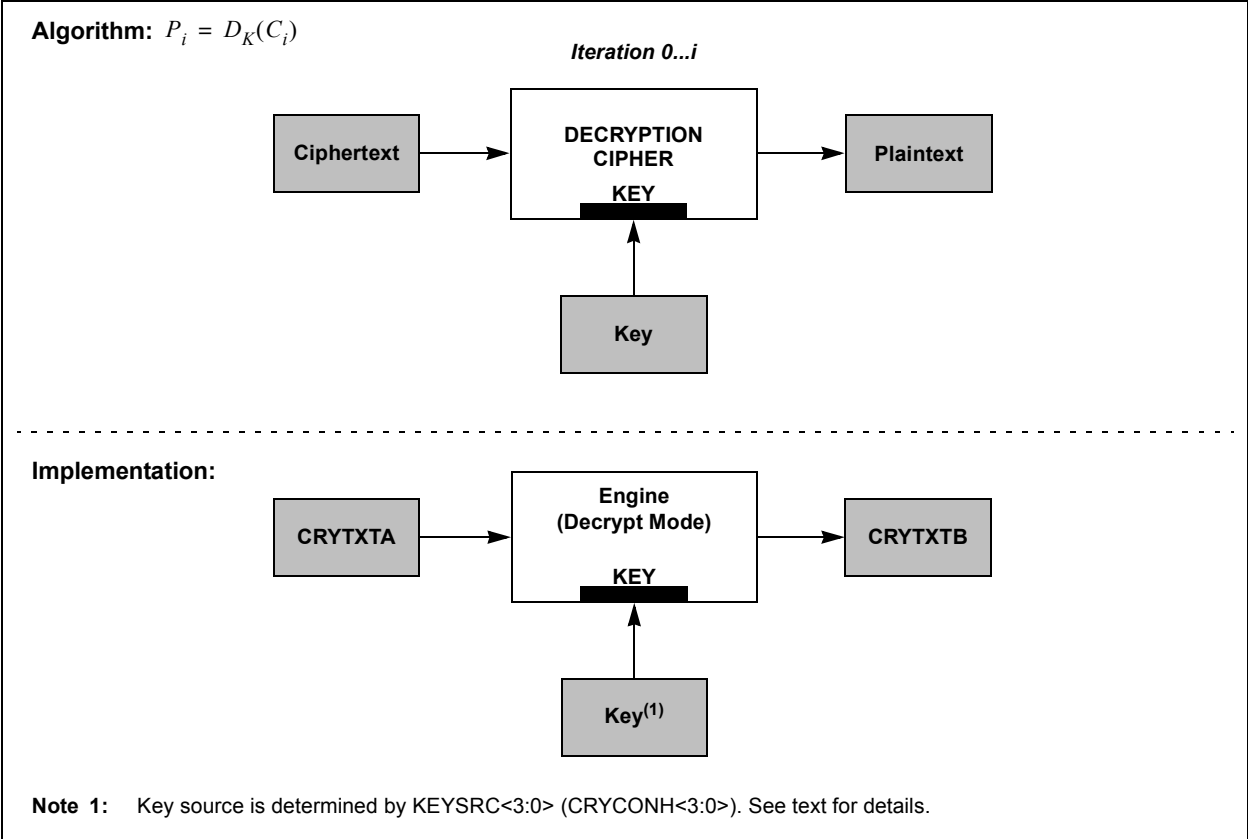 Algorithm: P_i = D_K(C_i)
Iteration 0...i
Ciphertext
DECRYPTION
CIPHER
KEY
Plaintext
Key
Implementation:
CRYTXTA
Engine
(Decrypt Mode)
KEY
CRYTXTB
Key(1)
Note 1: Key source is determined by KEYSRC<3:0> (CRYCONH<3:0>). See text for details.